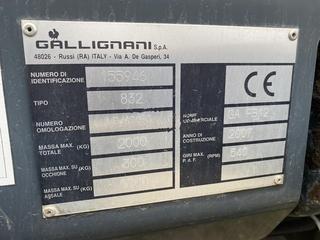 GALLIGNANI S.p.A.
48026 - Russi (RA) ITALY - Via A. De Gasperi, 34
NUMERO DI IDENTIFICAZIONE 155946
TIPO 832
NUMERO OMOLOGAZIONE
MASSA TOTALE (KG) 2000
MASSA MAX. SU OCCHIONE (KG)
MASSA MAX. SU ASSALE (KG)
CE
NOME COMMERCIALE
ANNO DI COSTRUZIONE 2007
GIRI MAX. P. d. F. (RPM) 540